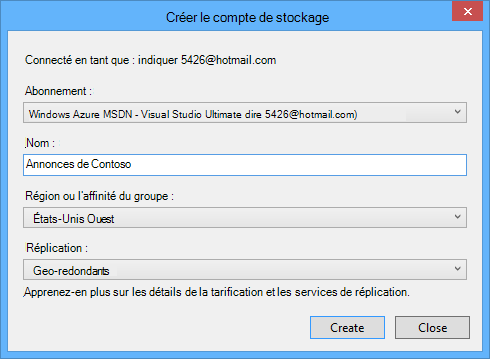 Créer le compte de stockage
Connecté en tant que : indiquer 5426@hotmail.com
Abonnement :
Windows Azure MSDN - Visual Studio Ultimate dire 5426@hotmail.com)
Nom :
Annonces de Contoso
Région ou l'affinité du groupe :
États-Unis Ouest
Réplication :
Geo-redondants
Apprenez-en plus sur les détails de la tarification et les services de réplication.
Create Close